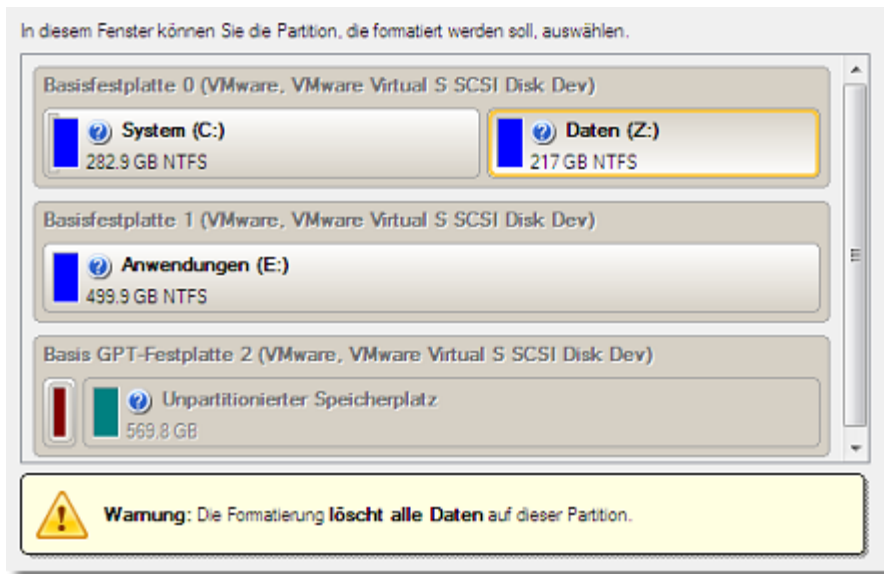 In diesem Fenster können Sie die Partition, die formatiert werden soll, auswählen.
Basisfestplatte 0 (VMware, VMware Virtual S SCSI Disk Dev)
System (C:)
282.9 GB NTFS
Daten (Z:)
217 GB NTFS
Basisfestplatte 1 (VMware, VMware Virtual S SCSI Disk Dev)
Anwendungen (E:)
499.9 GB NTFS
Basis GPT-Festplatte 2 (VMware, VMware Virtual S SCSI Disk Dev)
Unpartitionierter Speicherplatz
569.8 GB
Warnung: Die Formatierung löscht alle Daten auf dieser Partition.